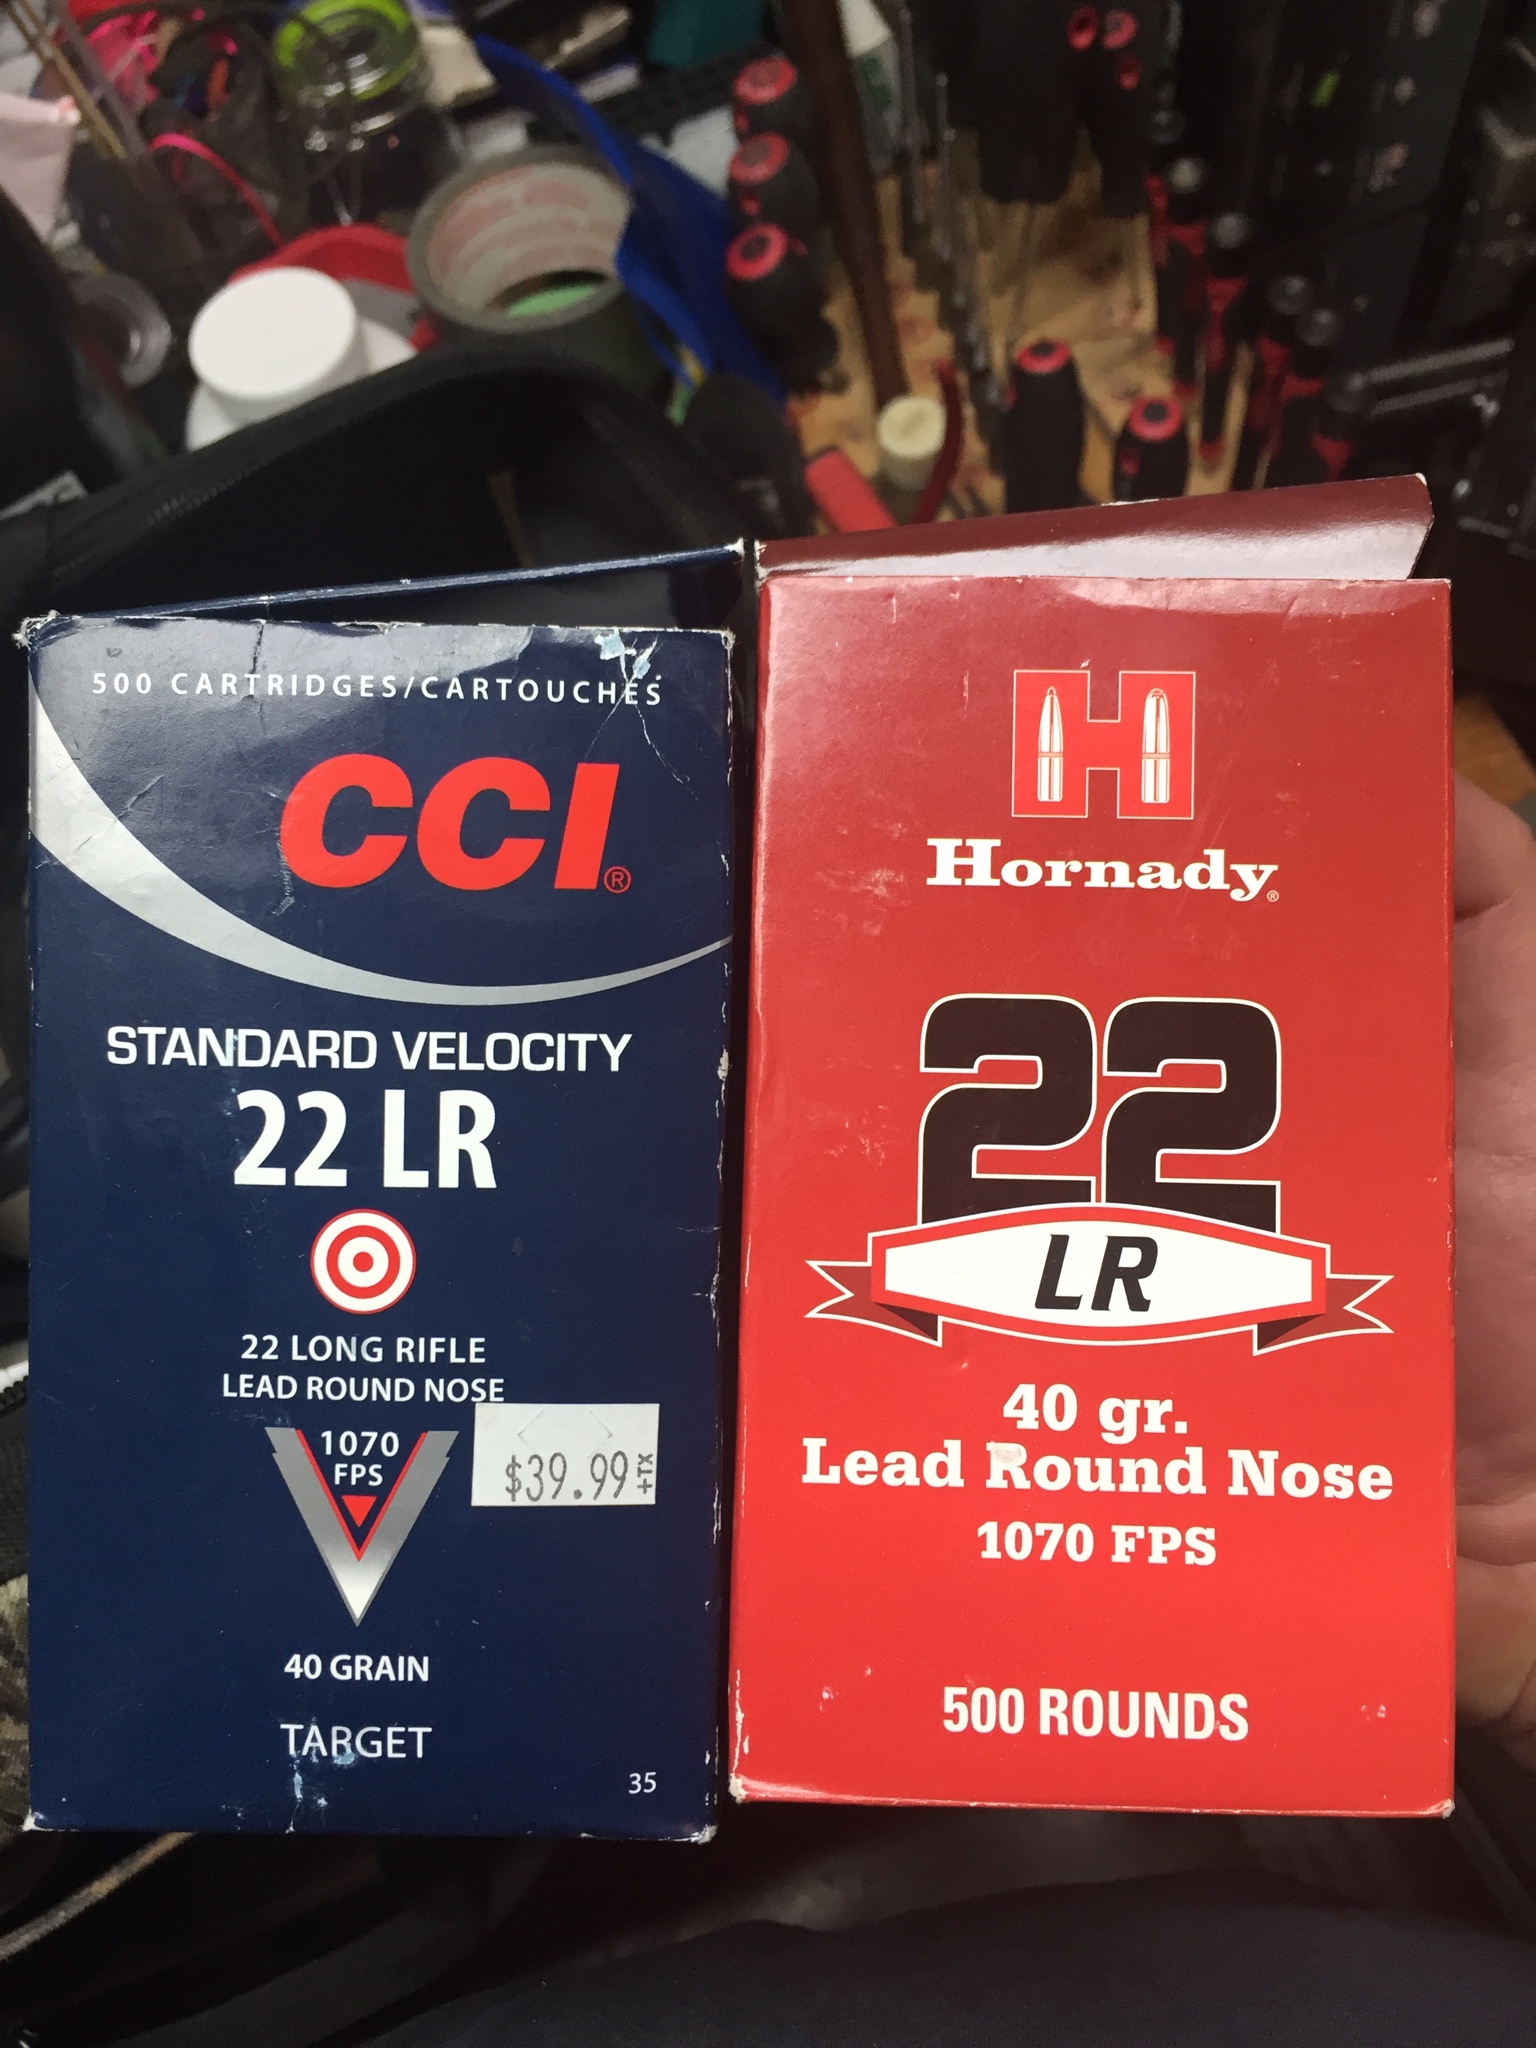 500 CARTRIDGES/CARTOUCHES
CCI®
STANDARD VELOCITY
22 LR
22 LONG RIFLE
LEAD ROUND NOSE
1070
FPS
$39.99+TX
40 GRAIN
TARGET
35
H
Hornady®
22
LR
40 gr.
Lead Round Nose
1070 FPS
500 ROUNDS